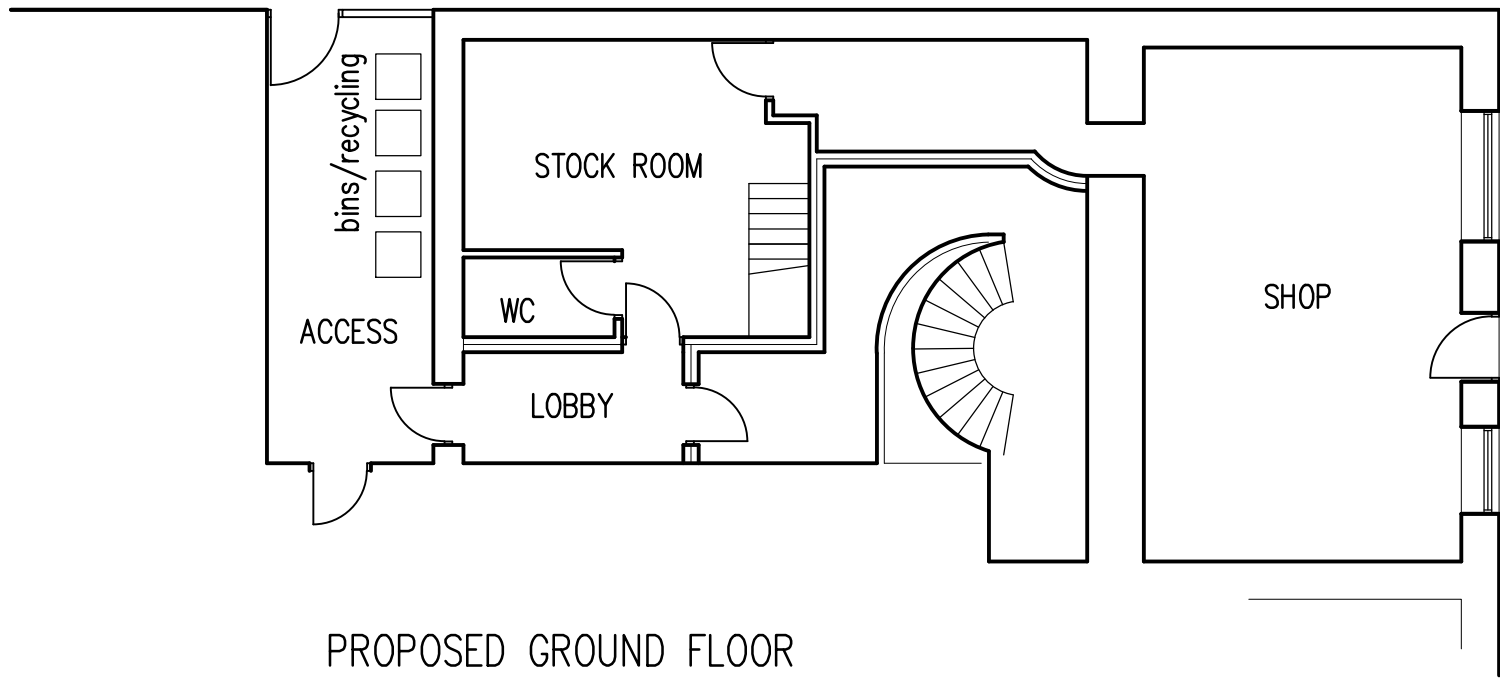 bins/recycling
STOCK ROOM
WC
ACCESS
LOBBY
SHOP
PROPOSED GROUND FLOOR